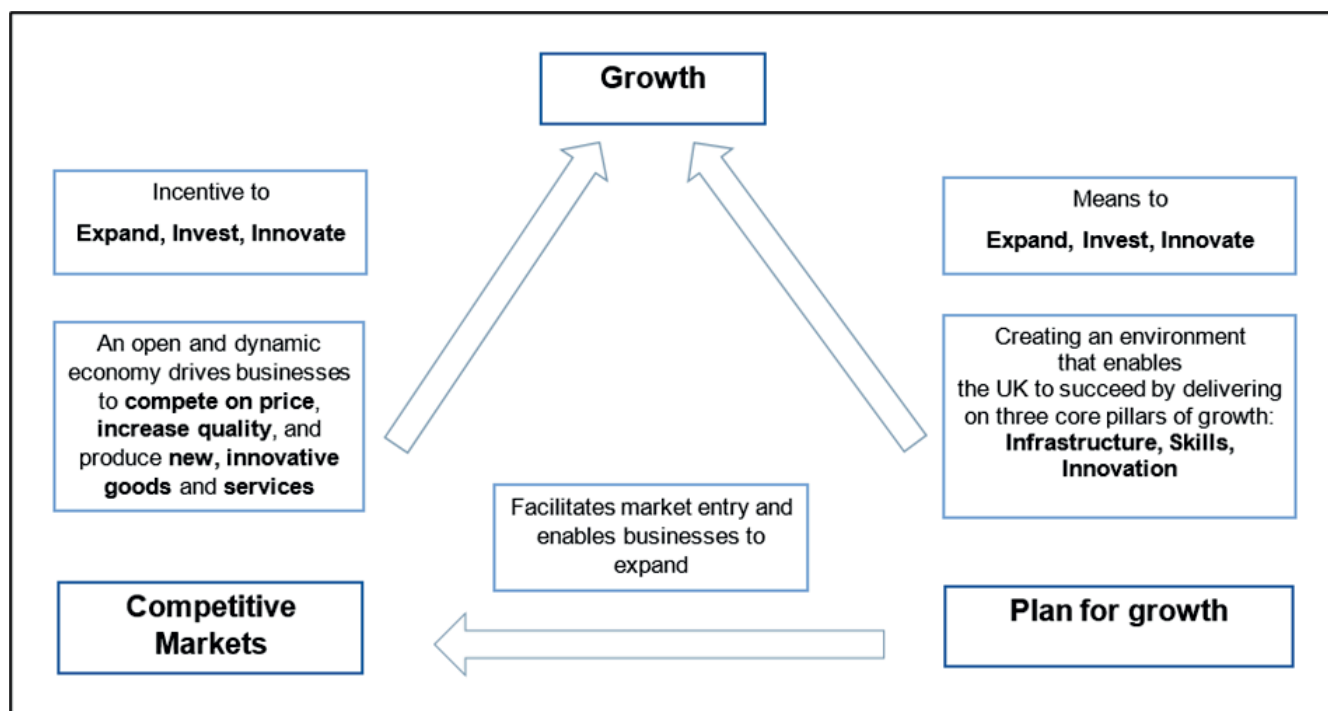 Growth
Incentive to
Expand, Invest, Innovate
An open and dynamic
economy drives businesses
to compete on price,
increase quality, and
produce new, innovative
goods and services
Competitive
Markets
Facilitates market entry and
enables businesses to
expand
Means to
Expand, Invest, Innovate
Creating an environment
that enables
the UK to succeed by delivering
on three core pillars of growth:
Infrastructure, Skills,
Innovation
Plan for growth